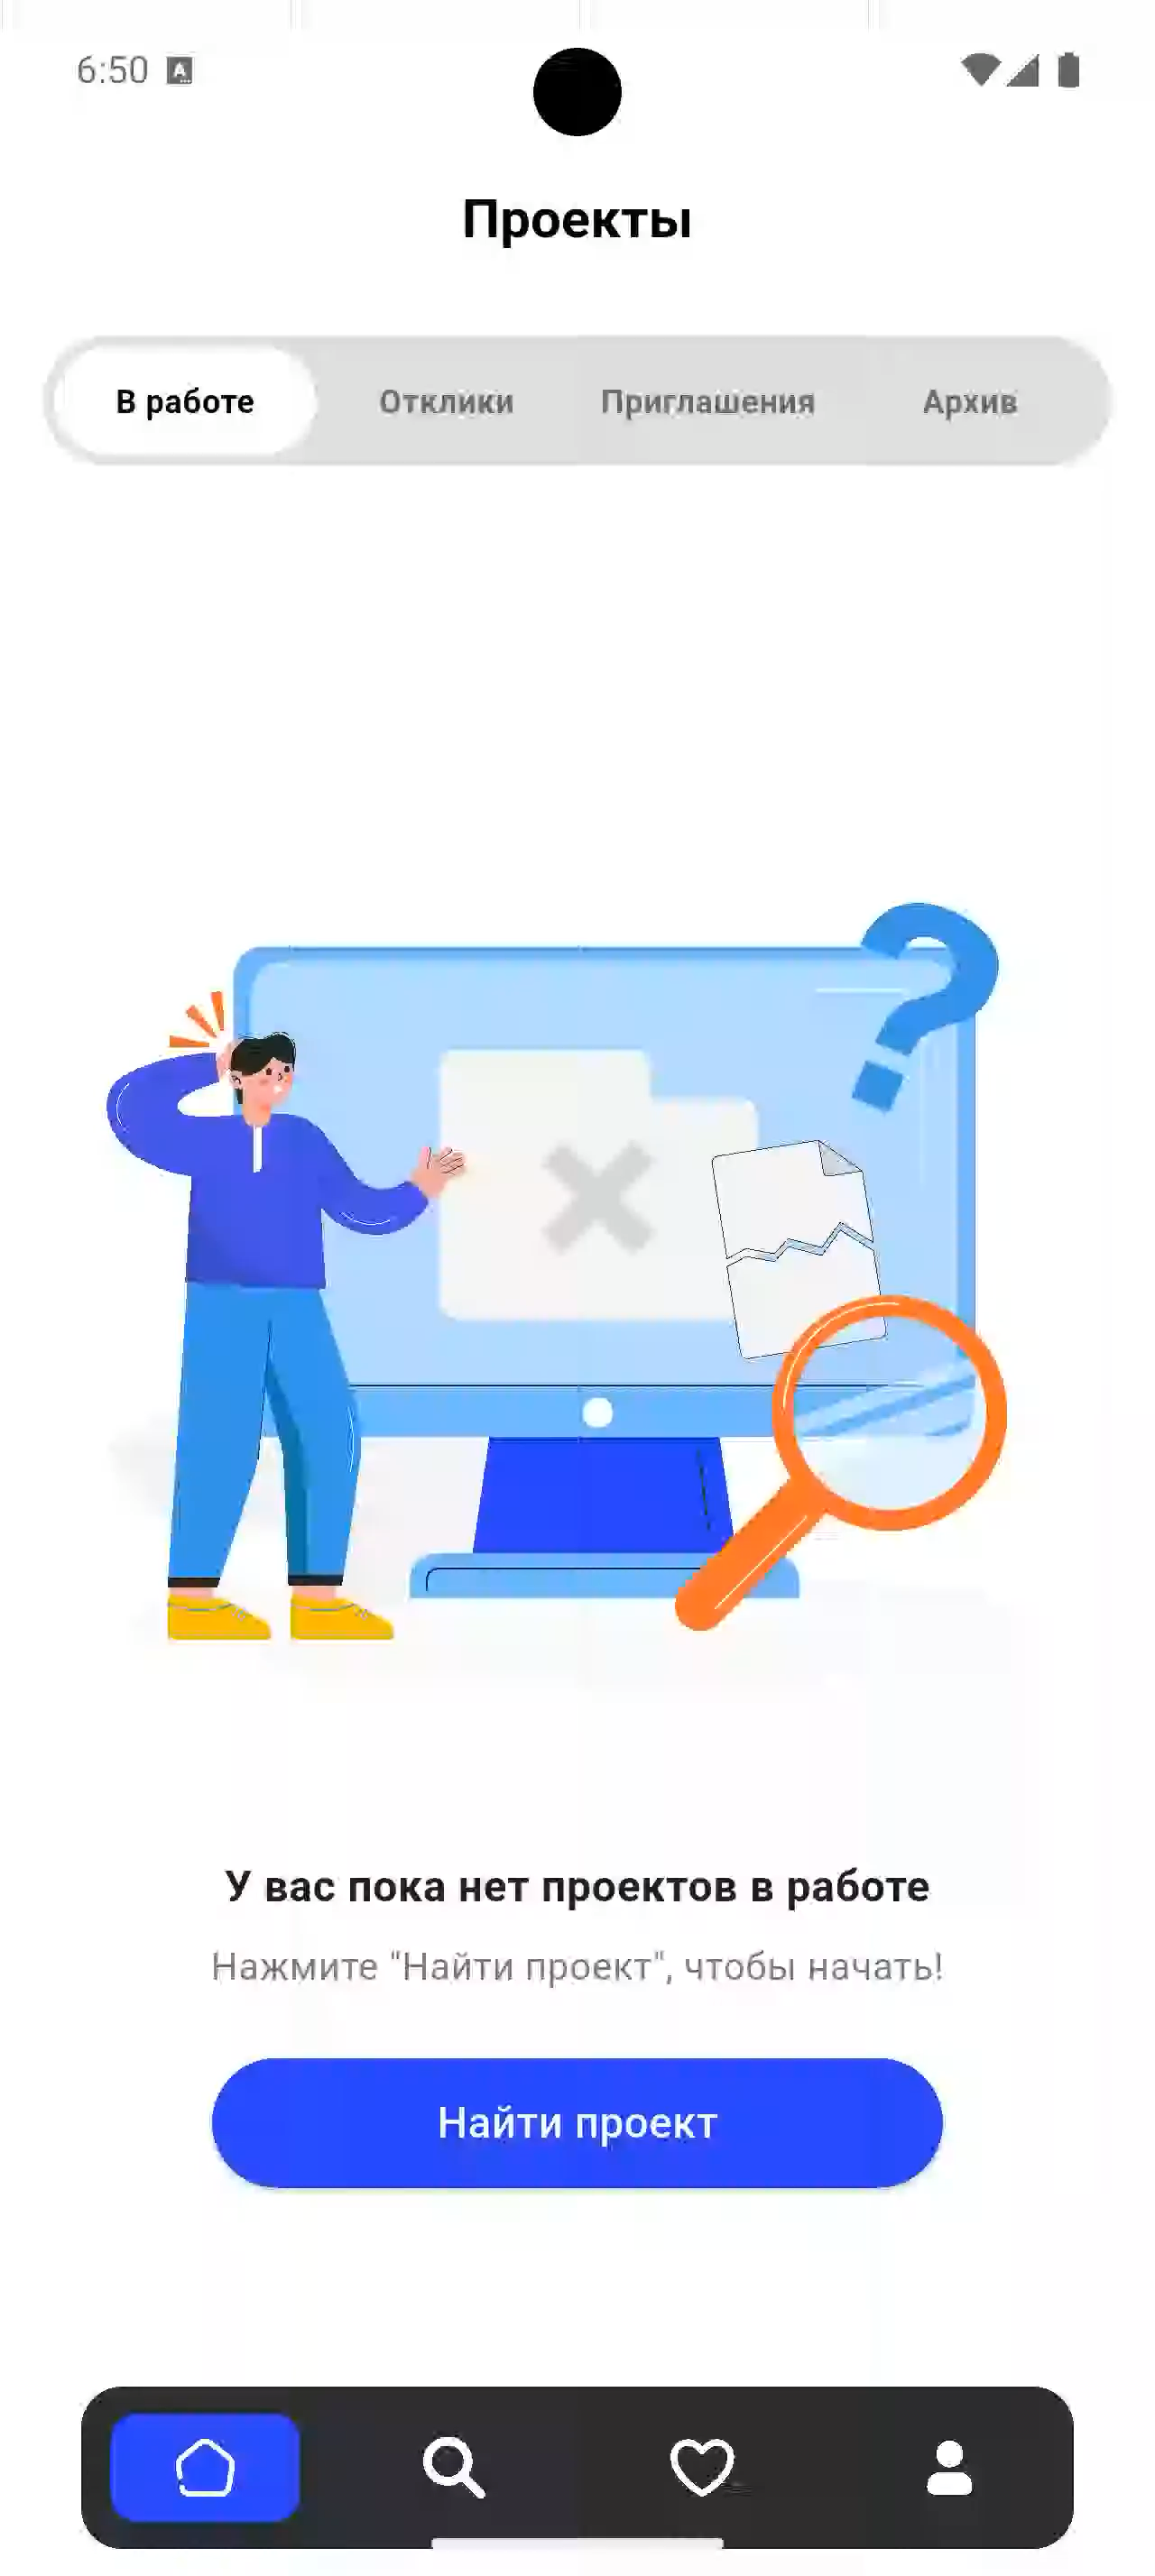 6:50
Проекты
В работе Отклики Приглашения Архив
У вас пока нет проектов в работе
Нажмите "Найти проект", чтобы начать!
Найти проект